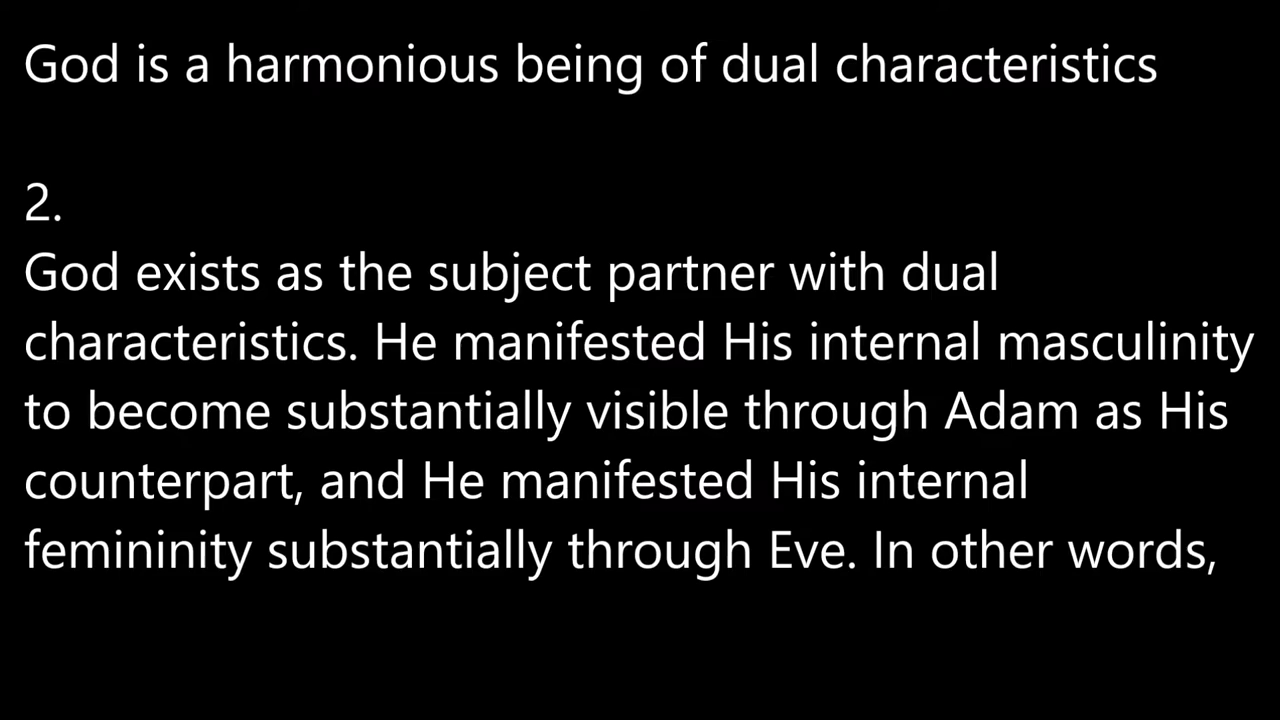 God is a harmonious being of dual characteristics
2.
God exists as the subject partner with dual
characteristics. He manifested His internal masculinity
to become substantially visible through Adam as His
counterpart, and He manifested His internal
femininity substantially through Eve. In other words,